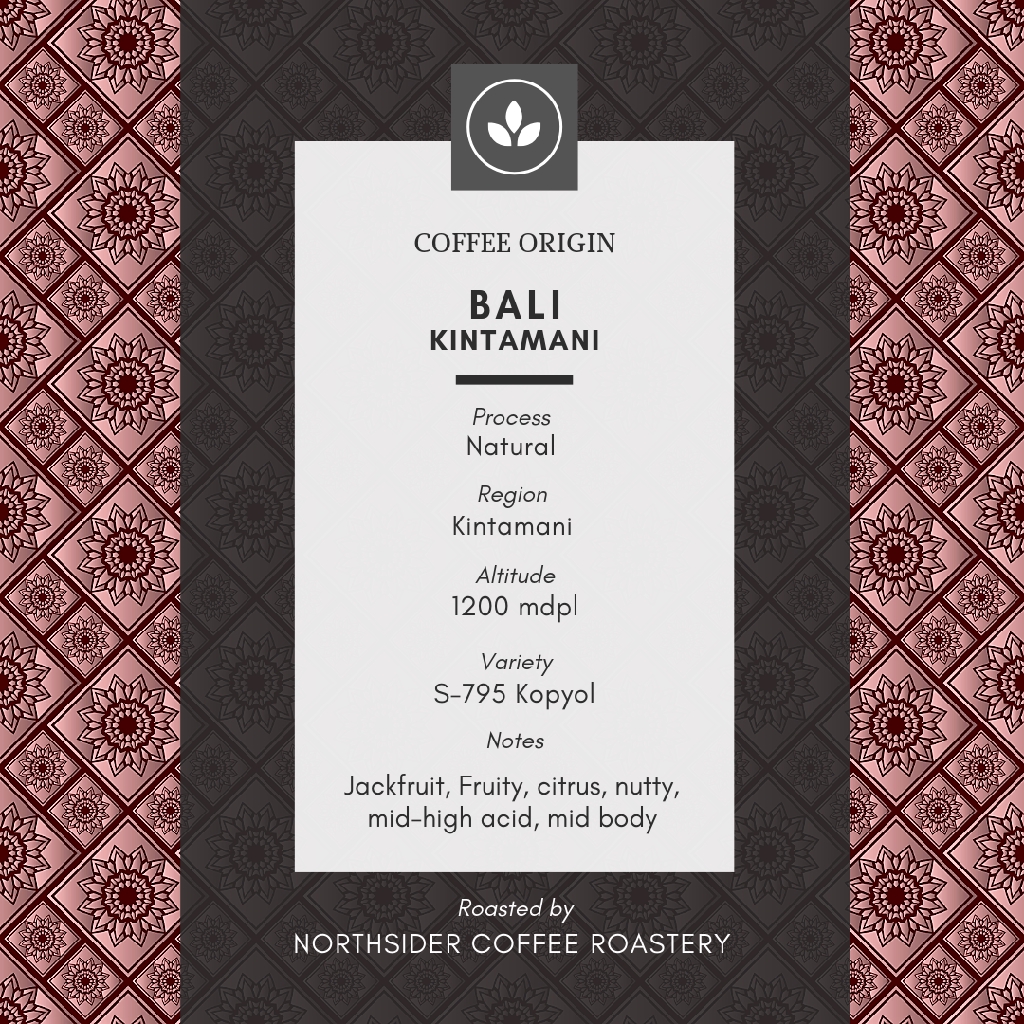 COFFEE ORIGIN
BALI
KINTAMANI
Process
Natural
Region
Kintamani
Altitude
1200 mdpl
Variety
S-795 Kopyol
Notes
Jackfruit, Fruity, citrus, nutty,
mid-high acid, mid body
Roasted by
NORTHSIDER COFFEE ROASTERY